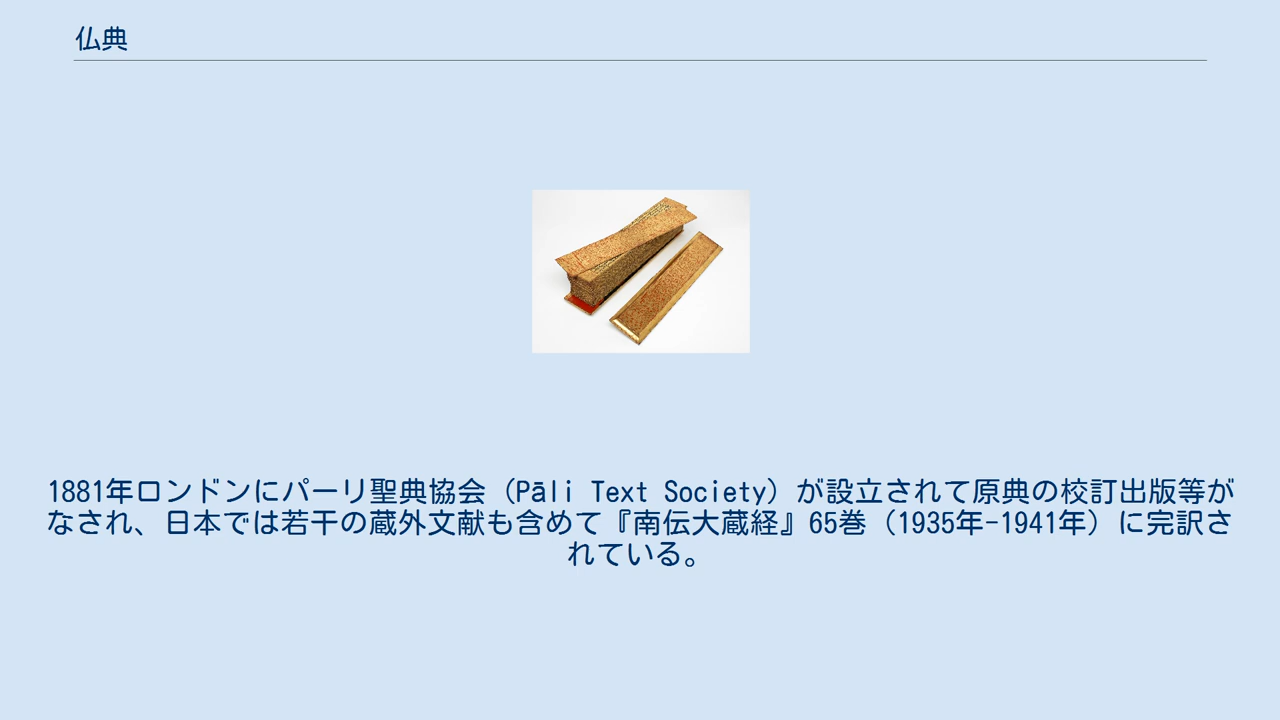 仏典
1881年ロンドンにパーリ聖典協会（Pāli Text Society）が設立されて原典の校訂出版等が
なされ、日本では若干の蔵外文献も含めて『南伝大蔵経』65巻（1935年-1941年）に完訳さ
れている。